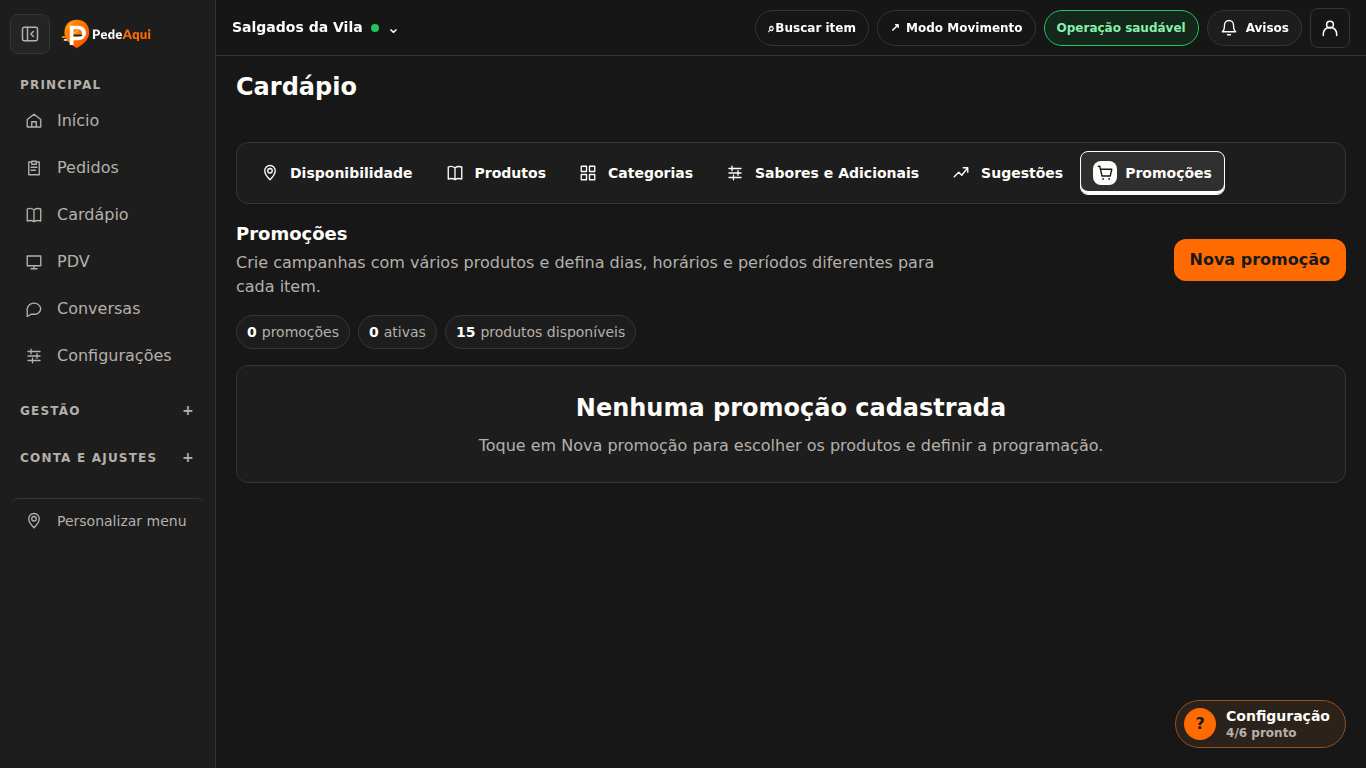 PedeAqui
PRINCIPAL
Início
Pedidos
Cardápio
PDV
Conversas
Configurações
GESTÃO +
CONTA E AJUSTES +
Personalizar menu
Salgados da Vila
Buscar item
↗ Modo Movimento
Operação saudável
Avisos
Cardápio
Disponibilidade
Produtos
Categorias
Sabores e Adicionais
Sugestões
Promoções
Promoções
Crie campanhas com vários produtos e defina dias, horários e períodos diferentes para
cada item.
Nova promoção
0 promoções
0 ativas
15 produtos disponíveis
Nenhuma promoção cadastrada
Toque em Nova promoção para escolher os produtos e definir a programação.
?
Configuração
4/6 pronto